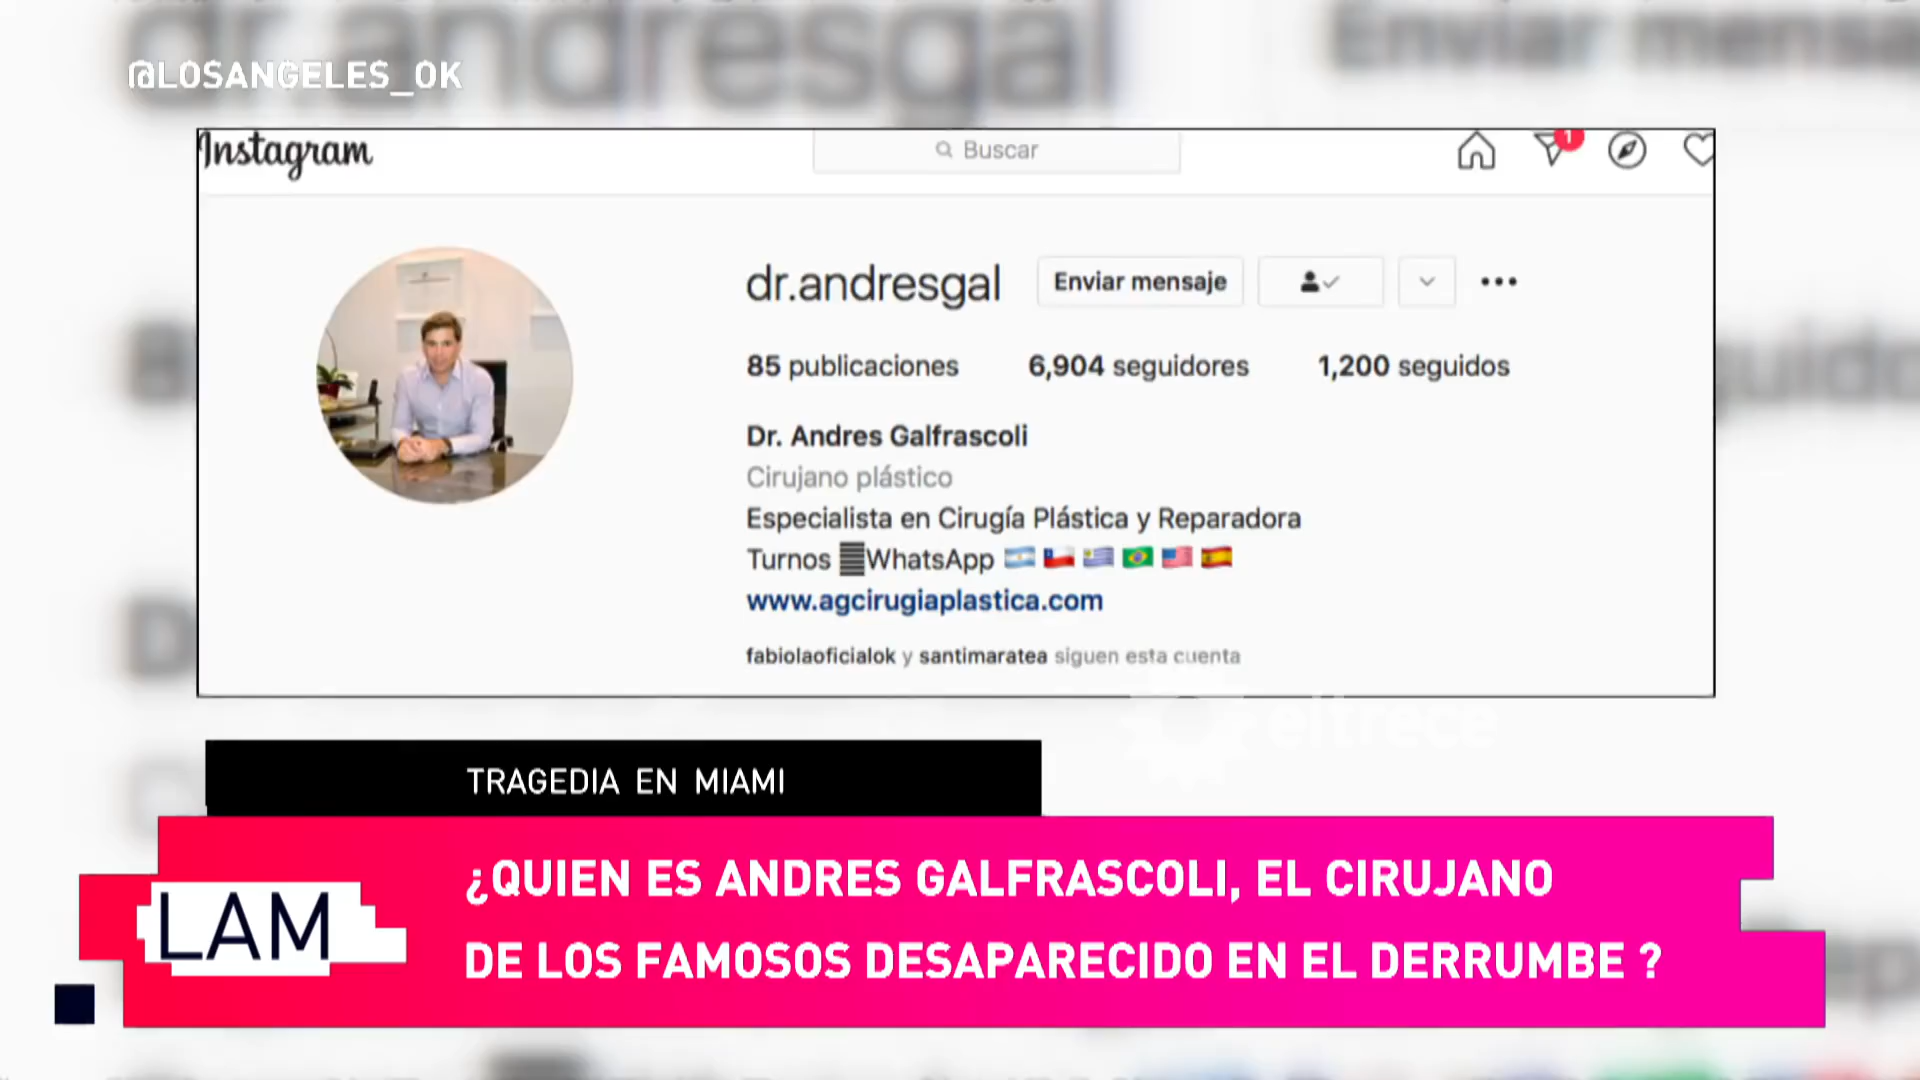 @LOSANGELES_OK
Instagram
Buscar
1
dr.andresgal
Enviar mensaje
85 publicaciones
6,904 seguidores
1,200 seguidos
Dr. Andres Galfrascoli
Cirujano plástico
Especialista en Cirugía Plástica y Reparadora
Turnos WhatsApp
www.agcirugiaplastica.com
fabiolaoficialok y santimaratea siguen esta cuenta
eltrece
TRAGEDIA EN MIAMI
LAM
¿QUIEN ES ANDRES GALFRASCOLI, EL CIRUJANO
DE LOS FAMOSOS DESAPARECIDO EN EL DERRUMBE ?